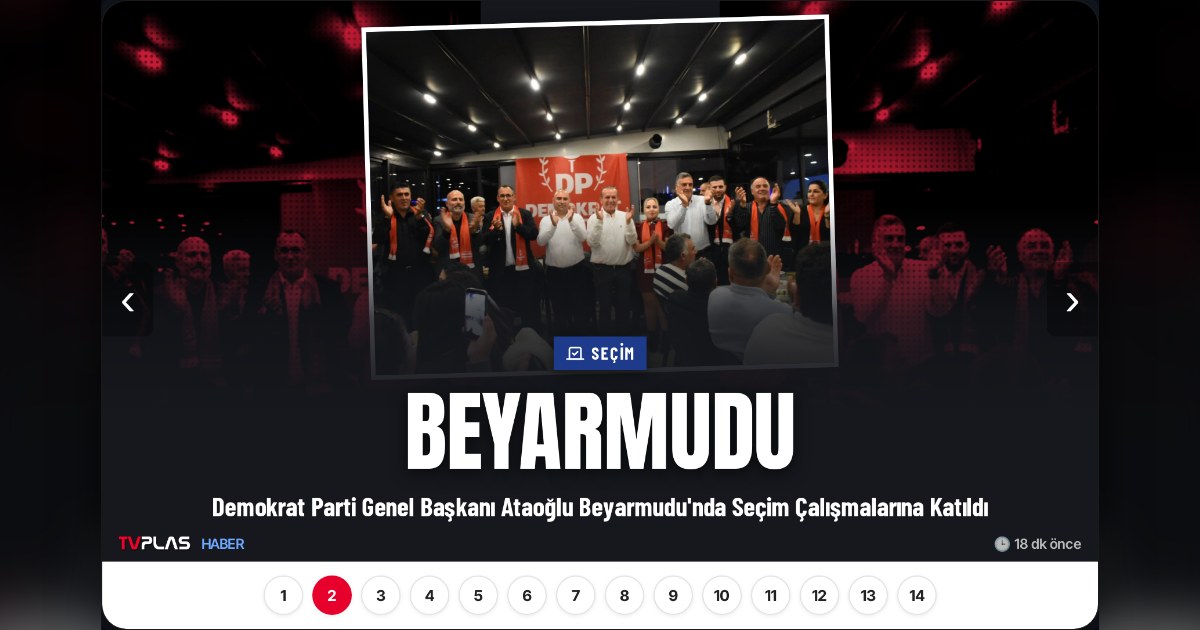 DP
SEÇİM
BEYARMUDU
Demokrat Parti Genel Başkanı Ataoğlu Beyarmudu'nda Seçim Çalışmalarına Katıldı
TVPLAS HABER
18 dk önce
1 2 3 4 5 6 7 8 9 10 11 12 13 14